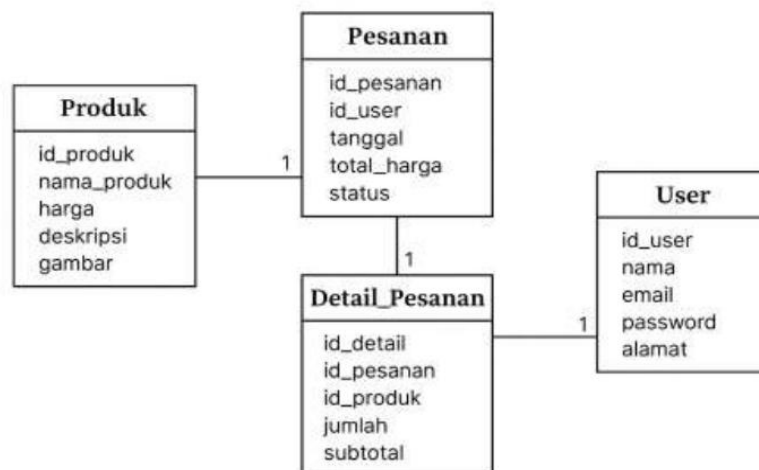 Pesanan
id_pesanan
id_user
tanggal
total_harga
status
Produk
id_produk
nama_produk
harga
deskripsi
gambar
1
1
Detail_Pesanan
id_detail
id_pesanan
id_produk
jumlah
subtotal
1
User
id_user
nama
email
password
alamat